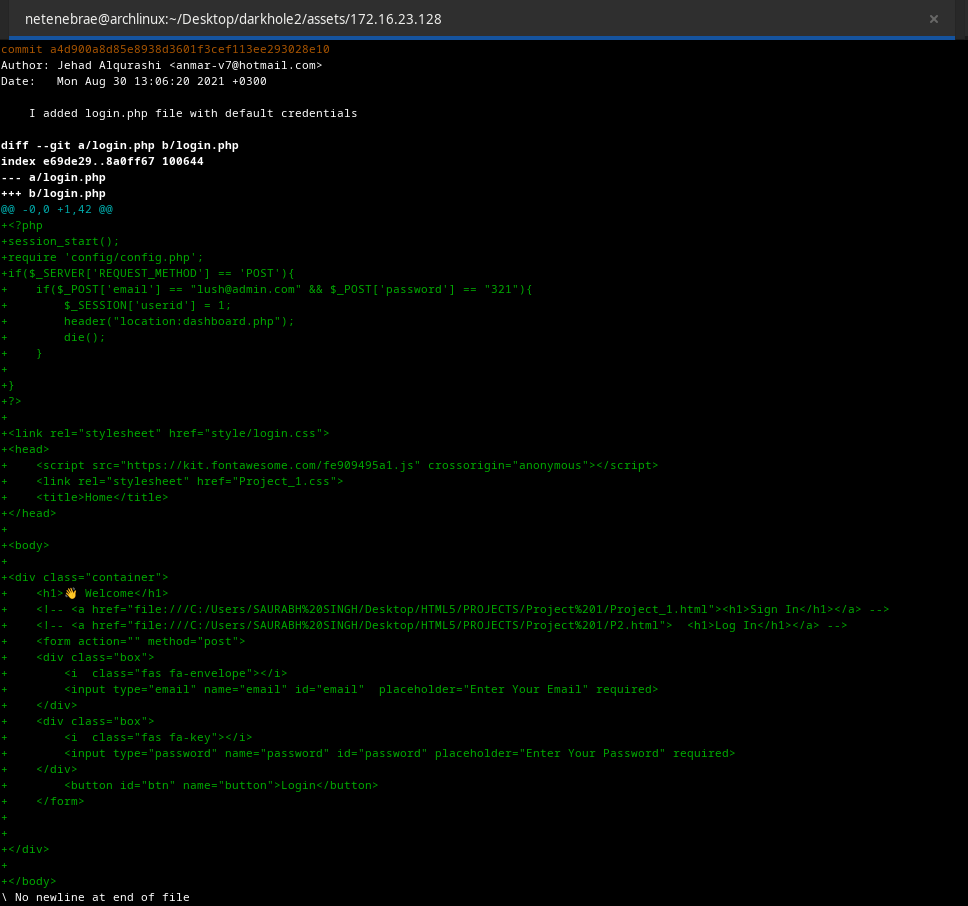 netenebrae@archlinux:~/Desktop/darkhole2/assets/172.16.23.128
commit a4d900a8d85e8938d3601f3cef113ee293028e10
Author: Jehad Alqurashi <anmar-v7@hotmail.com>
Date:   Mon Aug 30 13:06:20 2021 +0300

    I added login.php file with default credentials

diff --git a/login.php b/login.php
index e69de29..8a0ff67 100644
--- a/login.php
+++ b/login.php
@@ -0,0 +1,42 @@
+<?php
+session_start();
+require 'config/config.php';
+if($_SERVER['REQUEST_METHOD'] == 'POST'){
+    if($_POST['email'] == "lush@admin.com" && $_POST['password'] == "321"){
+        $_SESSION['userid'] = 1;
+        header("location:dashboard.php");
+        die();
+    }
+
+}
+?>
+
+<link rel="stylesheet" href="style/login.css">
+<head>
+    <script src="https://kit.fontawesome.com/fe909495a1.js" crossorigin="anonymous"></script>
+    <link rel="stylesheet" href="Project_1.css">
+    <title>Home</title>
+</head>
+
+<body>
+
+<div class="container">
+    <h1>👋 Welcome</h1>
+    <!-- <a href="file:///C:/Users/SAURABH%20SINGH/Desktop/HTML5/PROJECTS/Project%201/Project_1.html"><h1>Sign In</h1></a> -->
+    <!-- <a href="file:///C:/Users/SAURABH%20SINGH/Desktop/HTML5/PROJECTS/Project%201/P2.html">  <h1>Log In</h1></a> -->
+    <form action="" method="post">
+    <div class="box">
+        <i  class="fas fa-envelope"></i>
+        <input type="email" name="email" id="email"  placeholder="Enter Your Email" required>
+    </div>
+    <div class="box">
+        <i  class="fas fa-key"></i>
+        <input type="password" name="password" id="password" placeholder="Enter Your Password" required>
+    </div>
+        <button id="btn" name="button">Login</button>
+    </form>
+
+
+</div>
+
+</body>
\ No newline at end of file